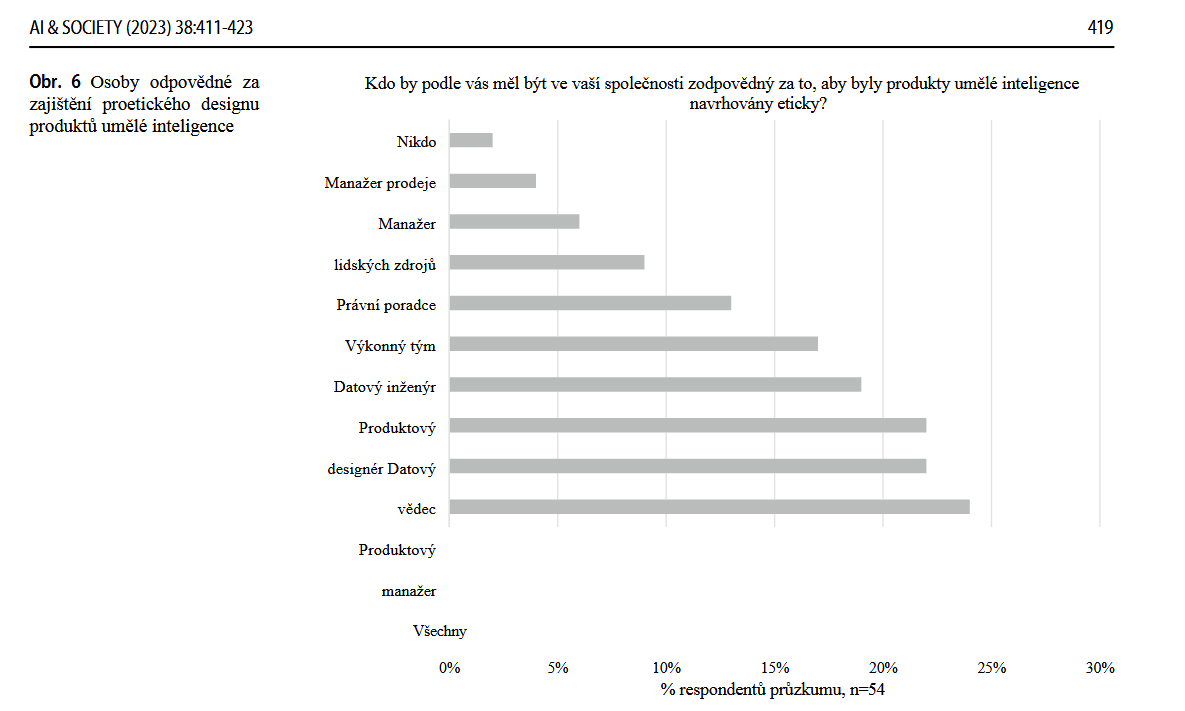 AI & SOCIETY (2023) 38:411-423
419
Obr. 6 Osoby odpovědné za
zajištění proetického designu
produktů umělé inteligence
Kdo by podle vás měl být ve vaší společnosti zodpovědný za to, aby byly produkty umělé inteligence
navrhovány eticky?
Nikdo
Manažer prodeje
Manažer
lidských zdrojů
Právní poradce
Výkonný tým
Datový inženýr
Produktový
designér Datový
vědec
Produktový
manažer
Všechny
0%
5%
10%
15%
20%
25%
30%
% respondentů průzkumu, n=54